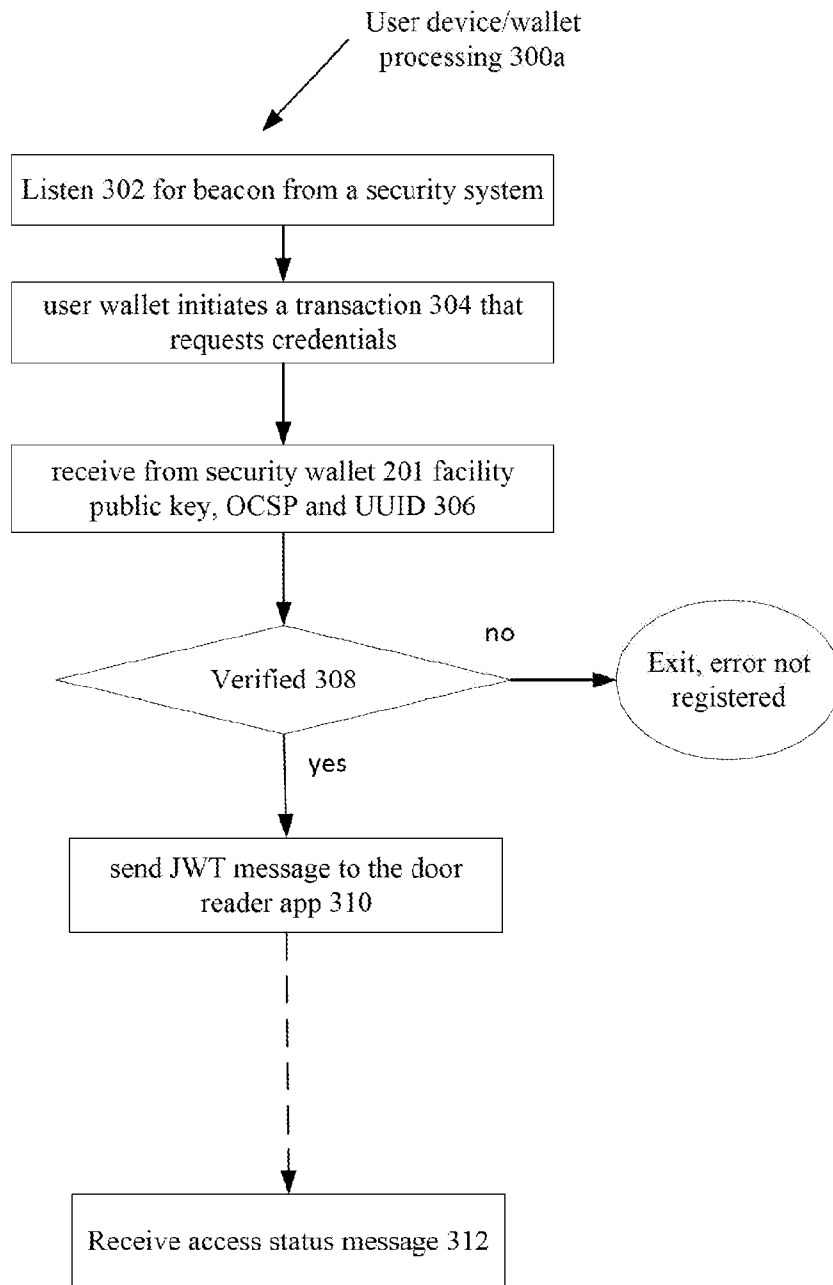 User device/wallet
processing 300a
Listen 302 for beacon from a security system
user wallet initiates a transaction 304 that
requests credentials
receive from security wallet 201 facility
public key, OCSP and UUID 306
Verified 308
no
Exit, error not
registered
yes
send JWT message to the door
reader app 310
Receive access status message 312